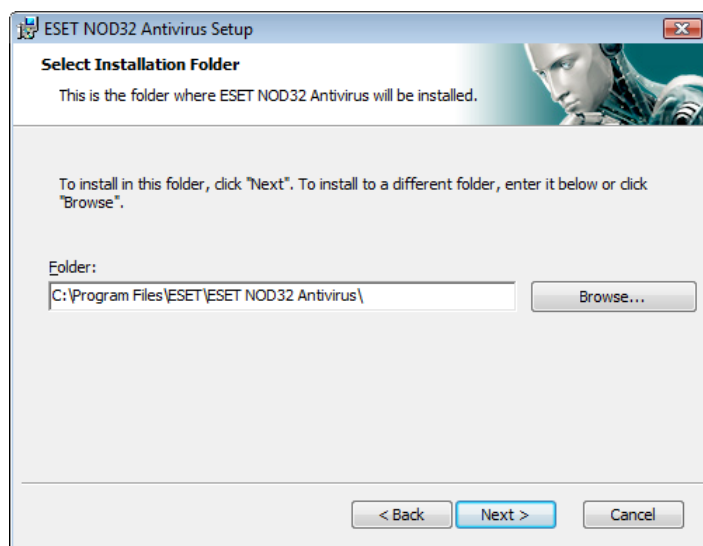 ESET NOD32 Antivirus Setup
Select Installation Folder
This is the folder where ESET NOD32 Antivirus will be installed.
To install in this folder, click "Next". To install to a different folder, enter it below or click
"Browse".
Folder:
C:\Program Files\ESET\ESET NOD32 Antivirus\
Browse...
< Back
Next >
Cancel